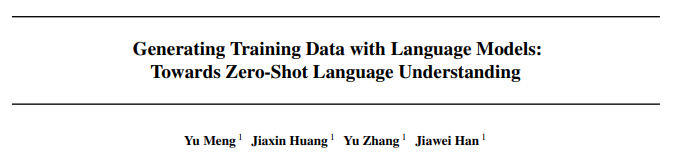 Generating Training Data with Language Models:
Towards Zero-Shot Language Understanding
Yu Meng 1 Jiaxin Huang 1 Yu Zhang 1 Jiawei Han 1